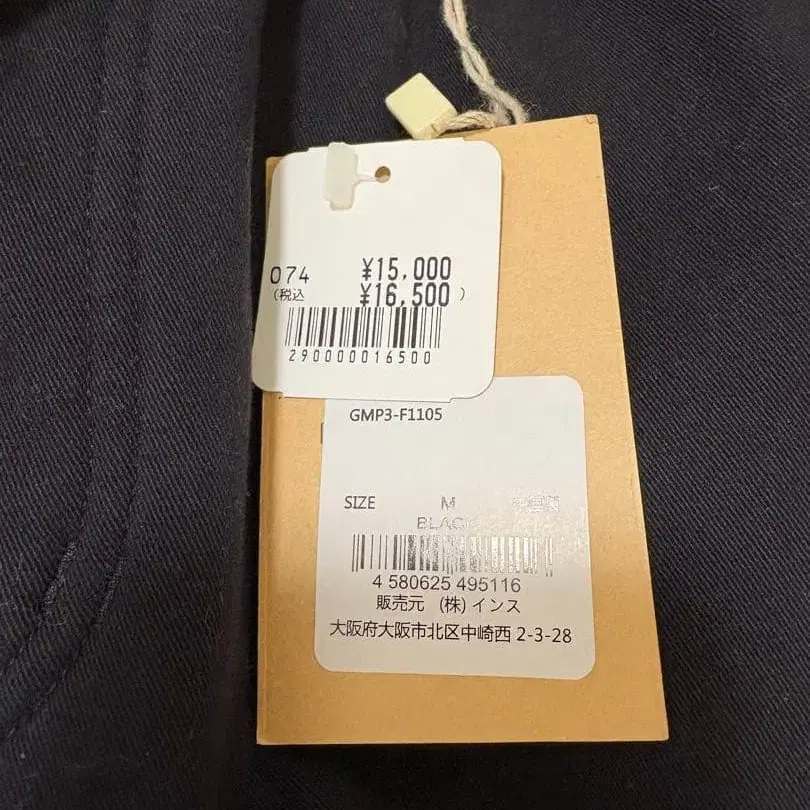 074 ¥15,000
(税込 ¥16,500 )
290000016500
GMP3-F1105
SIZE M
BLACK
4 580625 495116
販売元 (株) インス
大阪府大阪市北区中崎西 2-3-28